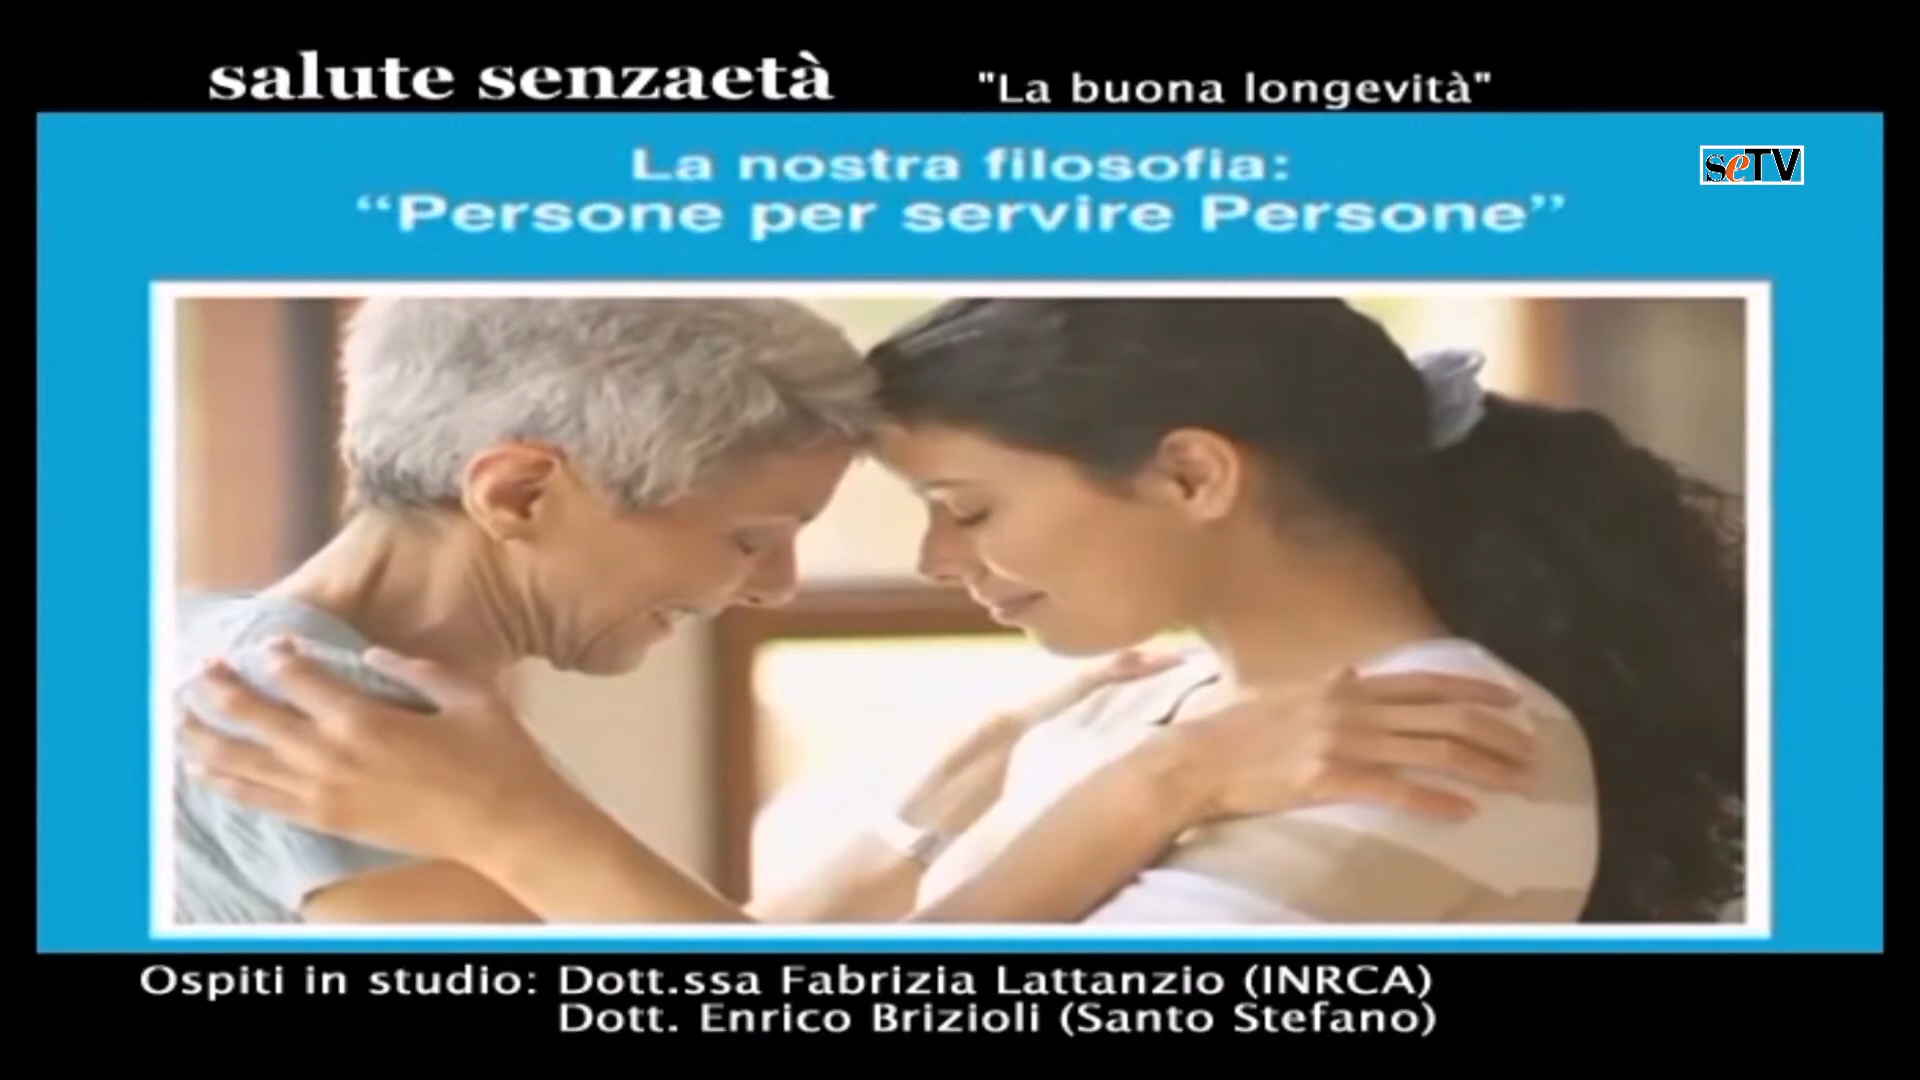 salute senzaetà
"La buona longevità"
seTV
La nostra filosofia:
“Persone per servire Persone”
Ospiti in studio: Dott.ssa Fabrizia Lattanzio (INRCA)
Dott. Enrico Brizioli (Santo Stefano)